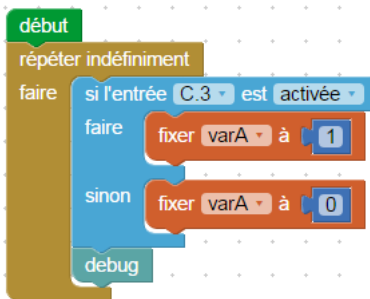 début
répéter indéfiniment
faire si l'entrée C.3 est activée
faire fixer varA à 1
sinon fixer varA à 0
debug